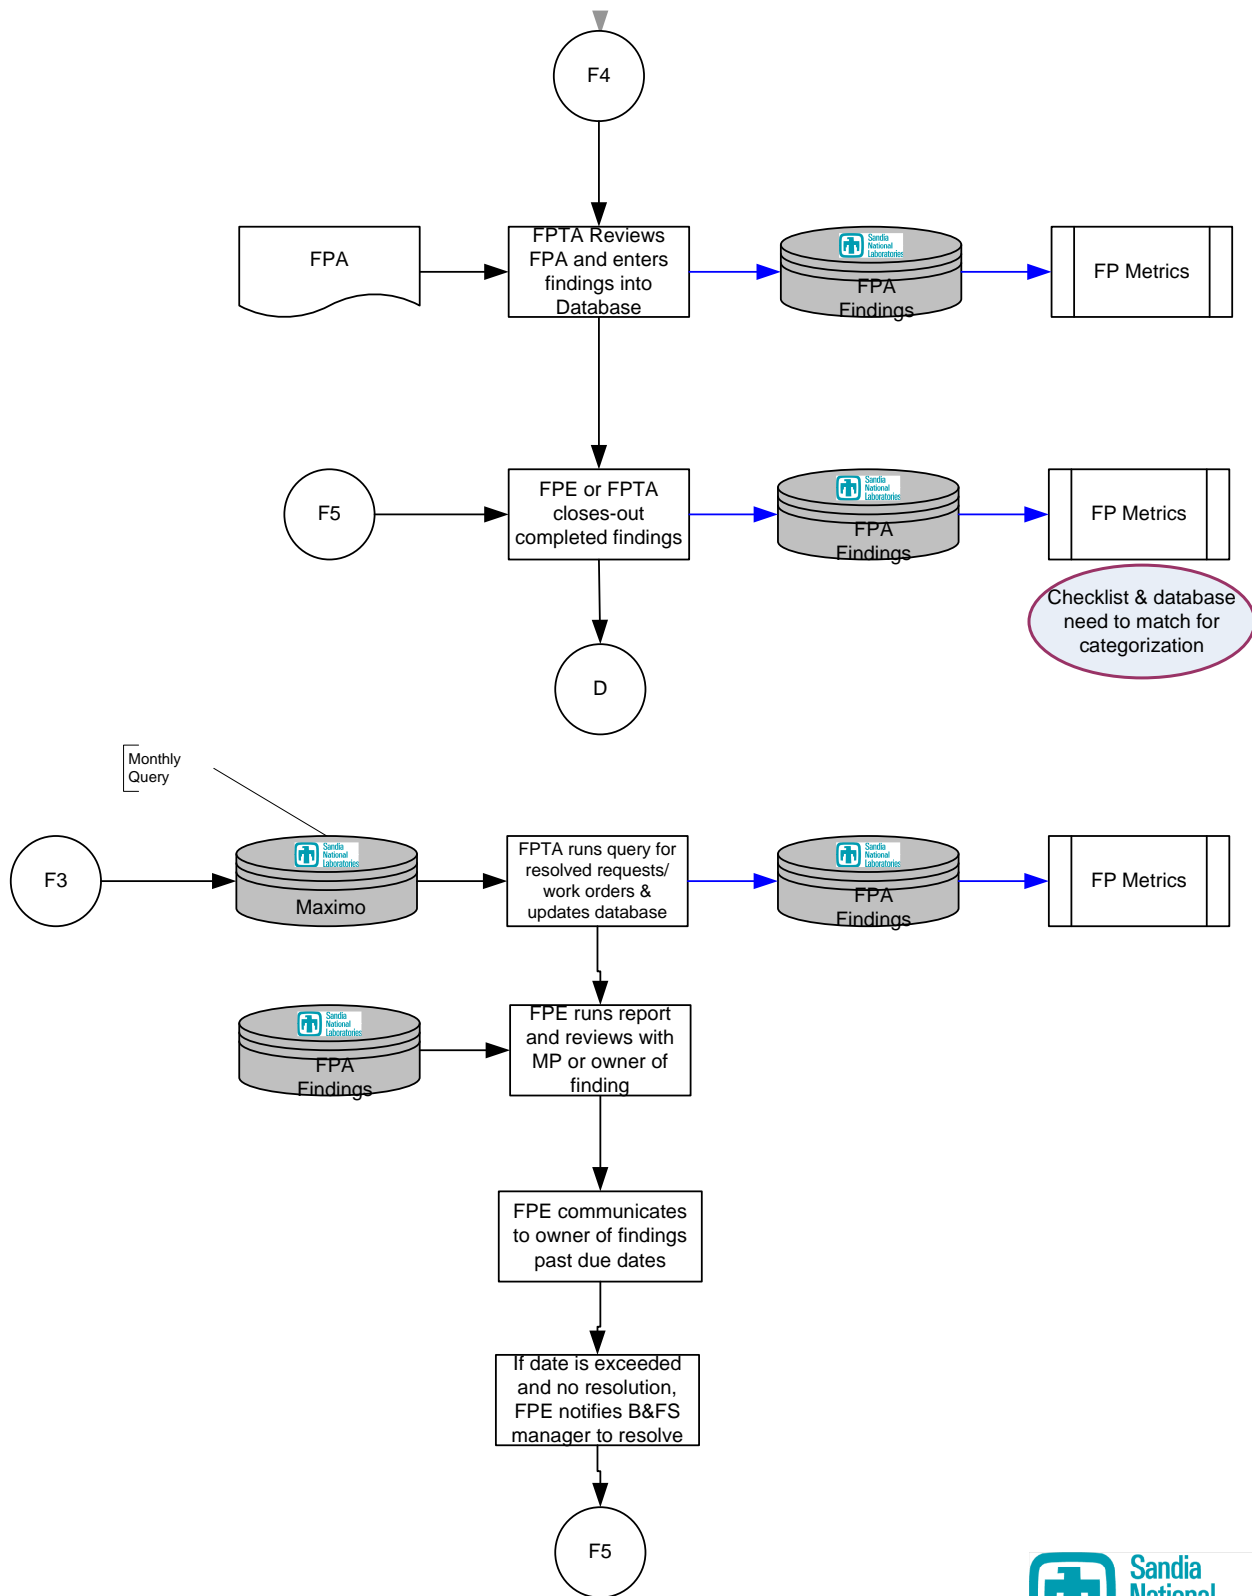 F4
FPA
FPTA Reviews
FPA and enters
findings into
Database
Sandia
National
Laboratories
FPA
Findings
FP Metrics
F5
FPE or FPTA
closes-out
completed findings
Sandia
National
Laboratories
FPA
Findings
FP Metrics
Checklist & database
need to match for
categorization
D
Monthly
Query
F3
Sandia
National
Laboratories
Maximo
FPTA runs query for
resolved requests/
work orders &
updates database
Sandia
National
Laboratories
FPA
Findings
FP Metrics
Sandia
National
Laboratories
FPA
Findings
FPE runs report
and reviews with
MP or owner of
finding
FPE communicates
to owner of findings
past due dates
If date is exceeded
and no resolution,
FPE notifies B&FS
manager to resolve
F5
Sandia
National